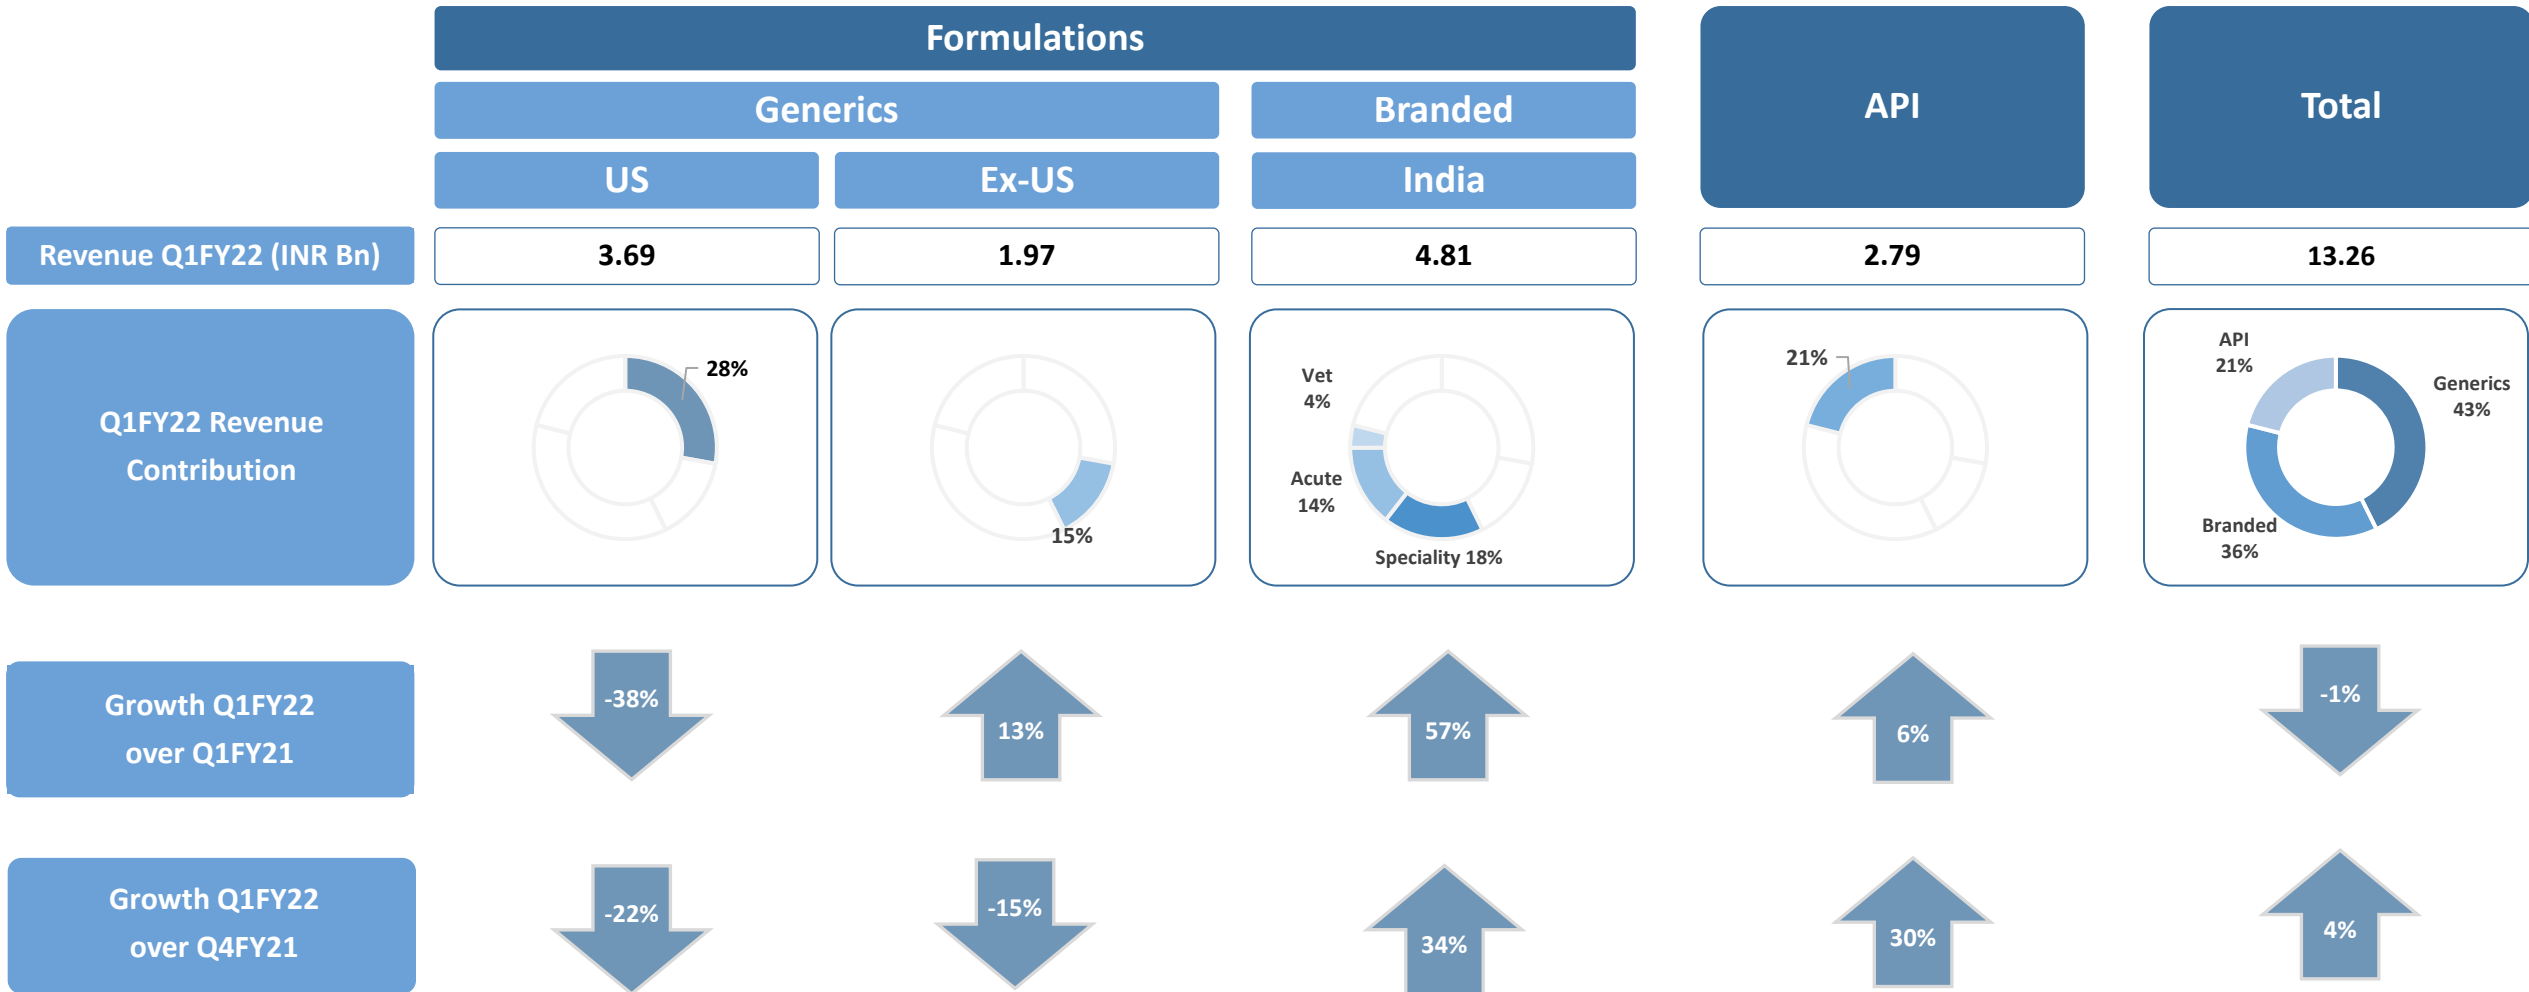 Formulations
API
Total
Generics
Branded
US
Ex-US
India
Revenue Q1FY22 (INR Bn)
3.69
1.97
4.81
2.79
13.26
Q1FY22 Revenue
Contribution
28%
15%
Vet
4%
Acute
14%
Speciality 18%
21%
API
21%
Generics
43%
Branded
36%
Growth Q1FY22
over Q1FY21
-38%
13%
57%
6%
-1%
Growth Q1FY22
over Q4FY21
-22%
-15%
34%
30%
4%